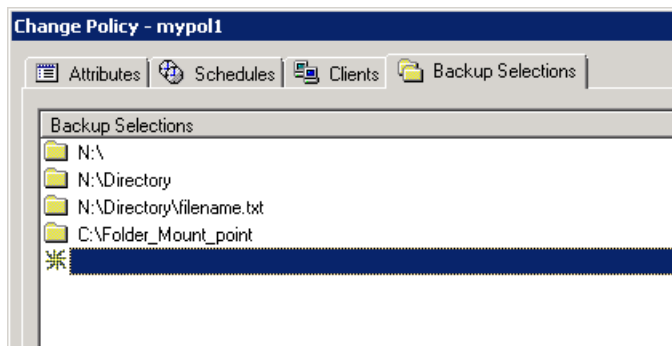 Change Policy - mypol1
Attributes Schedules Clients Backup Selections
Backup Selections
N:\
N:\Directory
N:\Directory\filename.txt
C:\Folder_Mount_point